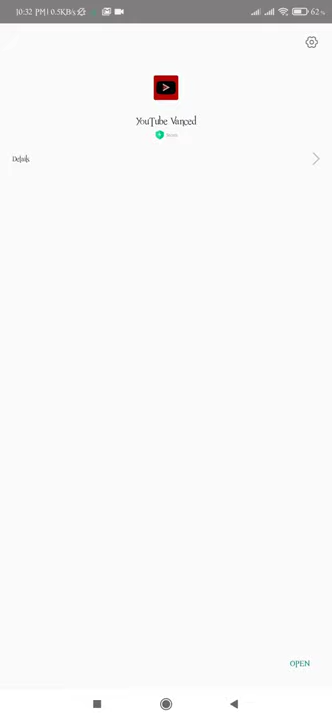 10:32 PM | 0.5KB/s
62%
YouTube Vanced
Details
OPEN